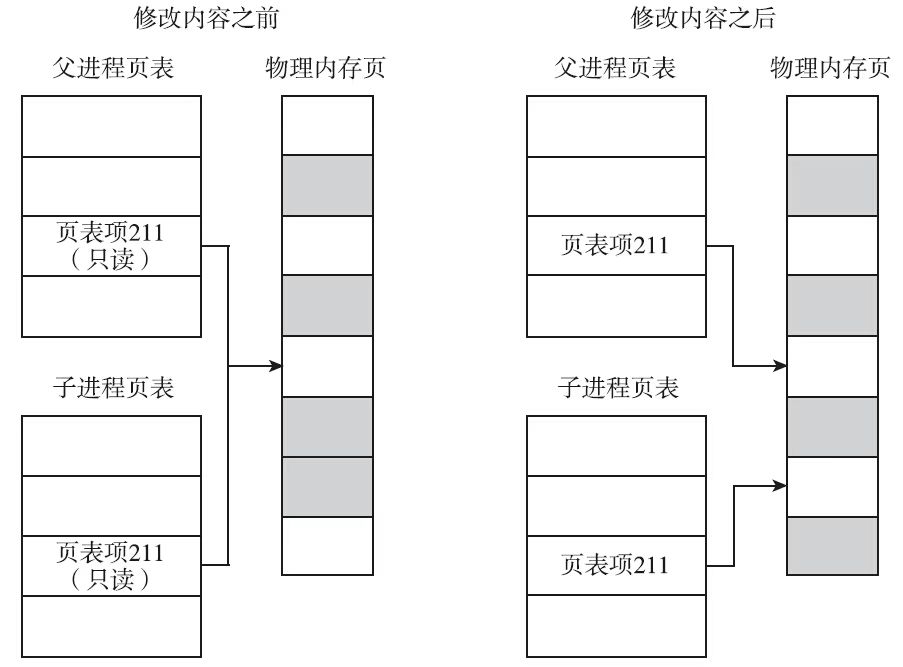 修改内容之前
父进程页表
物理内存页
页表项211
（只读）
子进程页表
页表项211
（只读）
修改内容之后
父进程页表
物理内存页
页表项211
子进程页表
页表项211